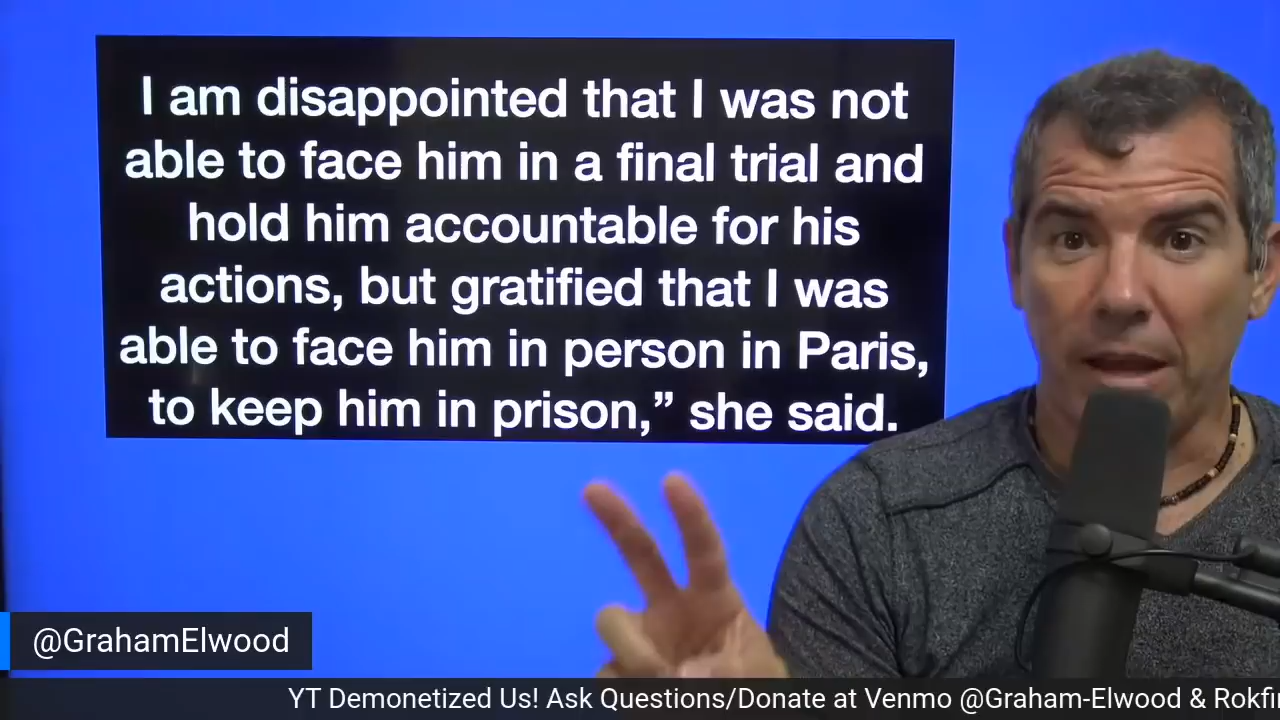 I am disappointed that I was not
able to face him in a final trial and
hold him accountable for his
actions, but gratified that I was
able to face him in person in Paris,
to keep him in prison,” she said.
@GrahamElwood
YT Demonetized Us! Ask Questions/Donate at Venmo @Graham-Elwood & Rokfi